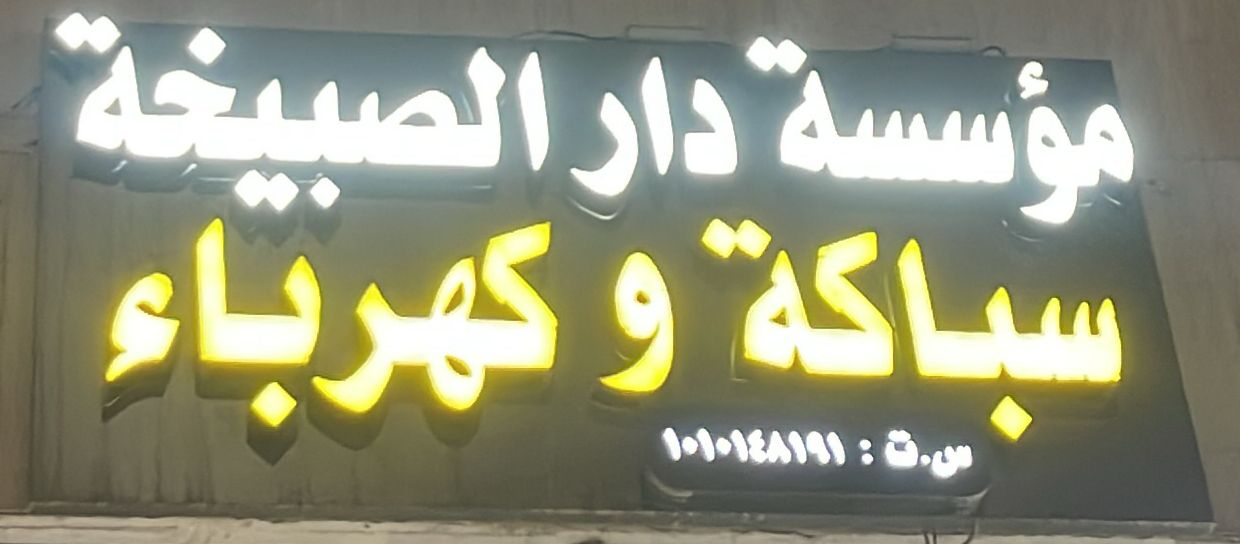 مؤسسة دار الصبيخة
سباكة و كهرباء
س.ت : ١٠١٠١٤٨١٩١